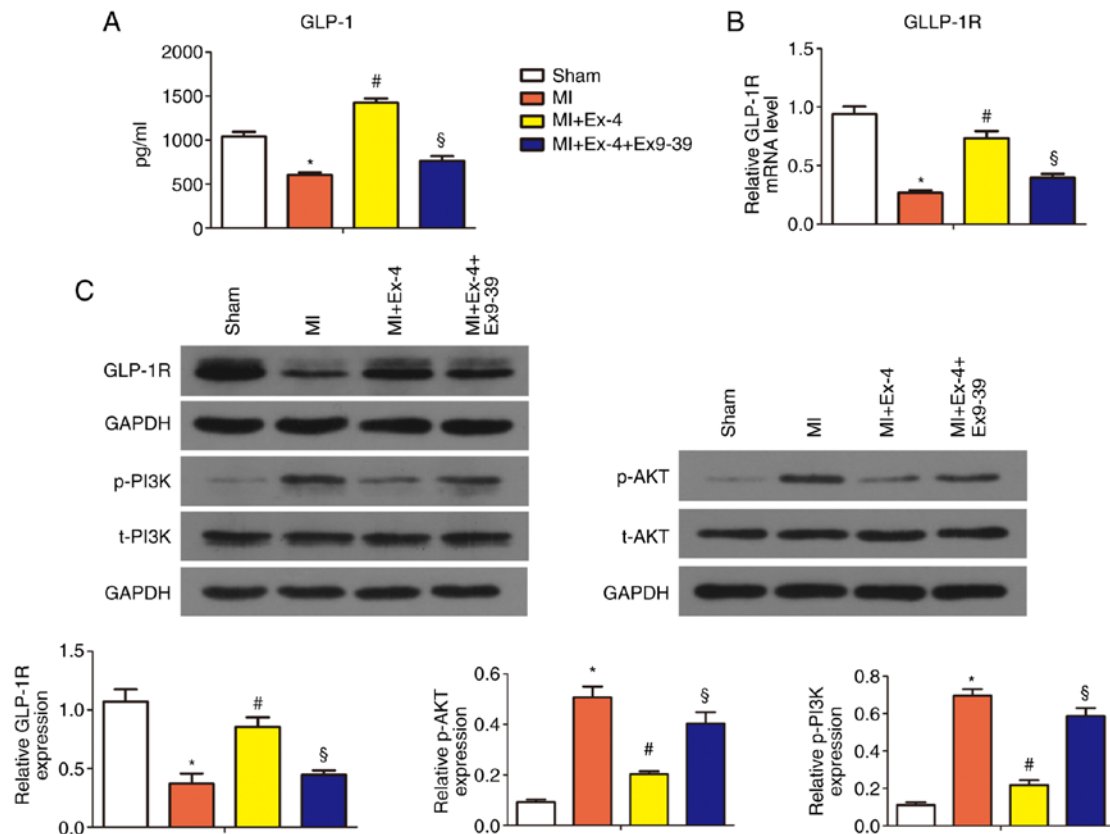 A
GLP-1
2000
1500
1000
500
0
pg/ml
*
#
§
Sham
MI
MI+Ex-4
MI+Ex-4+Ex9-39
B
GLLP-1R
1.5
1.0
0.5
0.0
Relative GLP-1R
mRNA level
*
#
§
C
Sham
MI
MI+Ex-4
MI+Ex-4+
Ex9-39
GLP-1R
GAPDH
p-PI3K
t-PI3K
GAPDH
Sham
MI
MI+Ex-4
MI+Ex-4+
Ex9-39
p-AKT
t-AKT
GAPDH
Relative GLP-1R
expression
1.5
1.0
0.5
0.0
*
#
§
Relative p-AKT
expression
0.6
0.4
0.2
0.0
*
#
§
Relative p-PI3K
expression
0.8
0.6
0.4
0.2
0.0
*
#
§